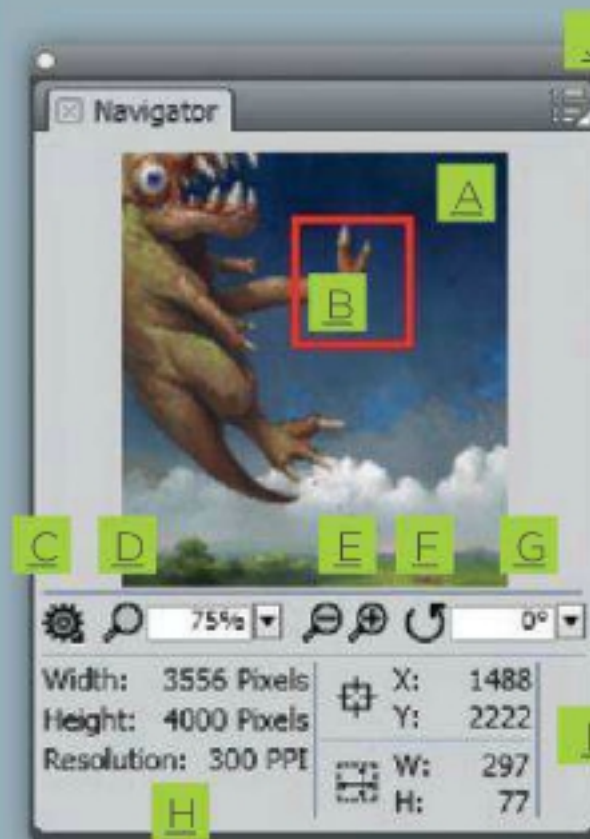 Navigator
A
B
C D E F G
75% 0°
Width: 3556 Pixels X: 1488
Height: 4000 Pixels Y: 2222
Resolution: 300 PPI W: 297
H: 77
H